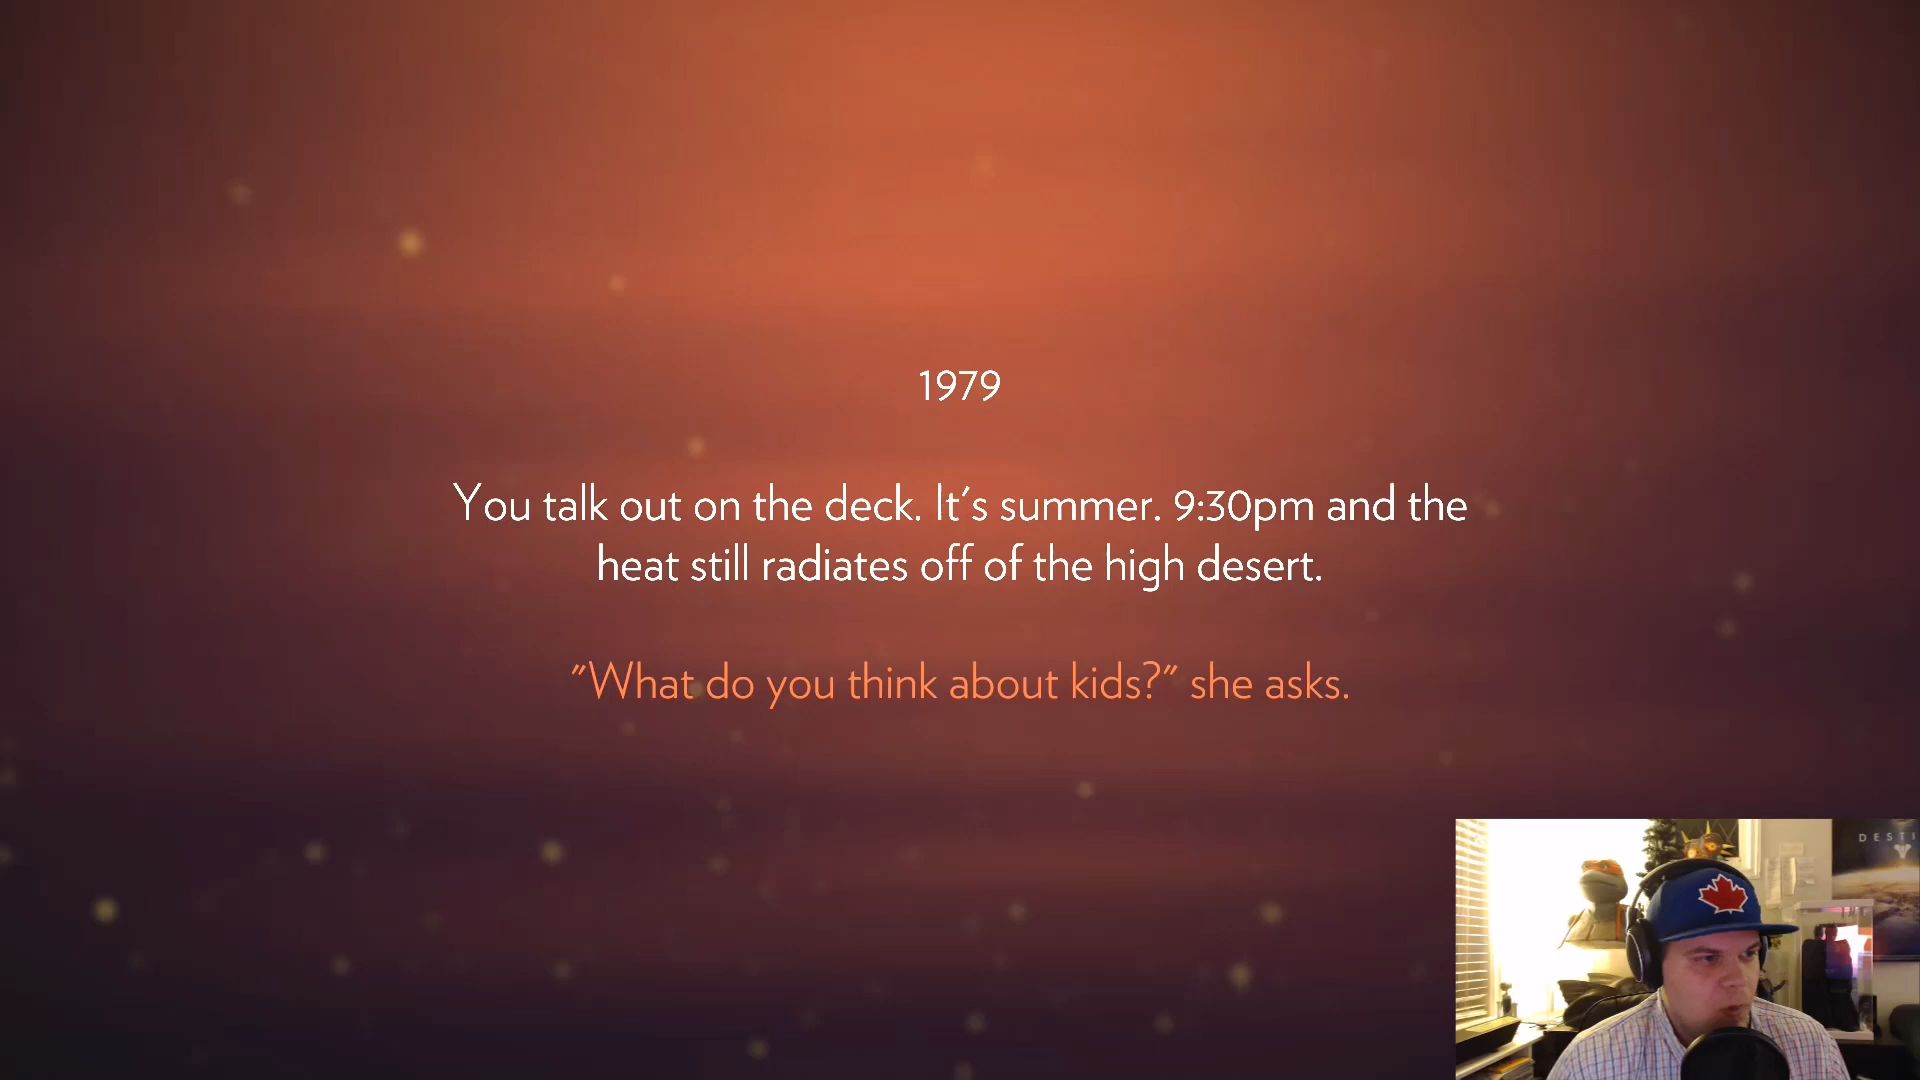 1979
You talk out on the deck. It's summer. 9:30pm and the
heat still radiates off of the high desert.
"What do you think about kids?" she asks.
DESTI